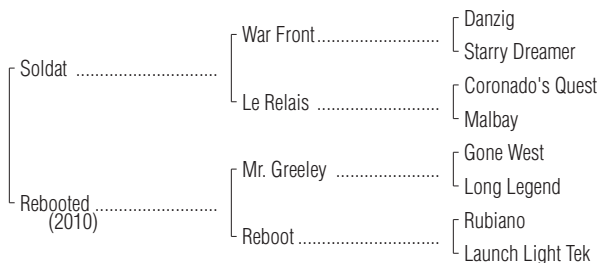 Danzig
War Front..............................
Starry Dreamer
Soldat ..................................
Coronado's Quest
Le Relais ..............................
Malbay
Gone West
Mr. Greeley .........................
Long Legend
Rebooted .............................
(2010)
Rubiano
Reboot..................................
Launch Light Tek